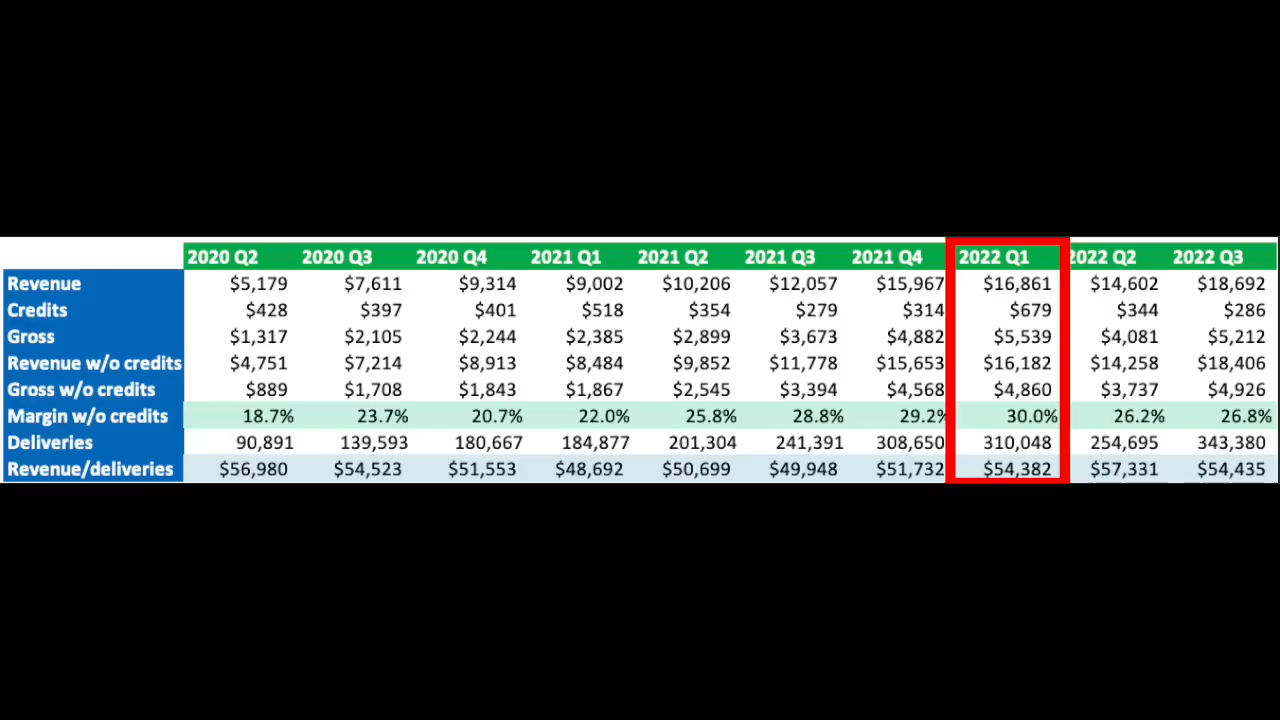 2020 Q2 2020 Q3 2020 Q4 2021 Q1 2021 Q2 2021 Q3 2021 Q4 2022 Q1 2022 Q2 2022 Q3
Revenue $5,179 $7,611 $9,314 $9,002 $10,206 $12,057 $15,967 $16,861 $14,602 $18,692
Credits $428 $397 $401 $518 $354 $279 $314 $679 $344 $286
Gross $1,317 $2,105 $2,244 $2,385 $2,899 $3,673 $4,882 $5,539 $4,081 $5,212
Revenue w/o credits $4,751 $7,214 $8,913 $8,484 $9,852 $11,778 $15,653 $16,182 $14,258 $18,406
Gross w/o credits $889 $1,708 $1,843 $1,867 $2,545 $3,394 $4,568 $4,860 $3,737 $4,926
Margin w/o credits 18.7% 23.7% 20.7% 22.0% 25.8% 28.8% 29.2% 30.0% 26.2% 26.8%
Deliveries 90,891 139,593 180,667 184,877 201,304 241,391 308,650 310,048 254,695 343,380
Revenue/deliveries $56,980 $54,523 $51,553 $48,692 $50,699 $49,948 $51,732 $54,382 $57,331 $54,435